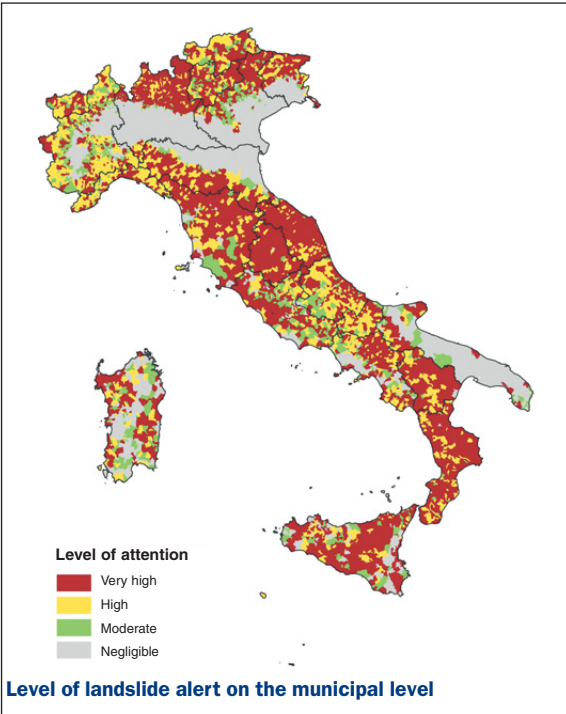 Level of attention
Very high
High
Moderate
Negligible
Level of landslide alert on the municipal level